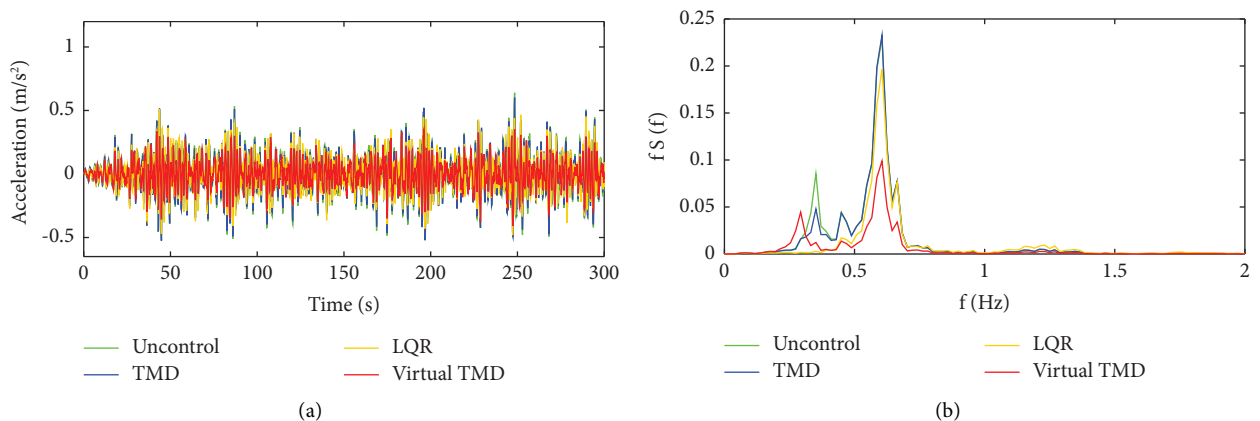 1
0.5
0
-0.5
Acceleration (m/s²)
0 50 100 150 200 250 300
Time (s)
Uncontrol LQR
TMD Virtual TMD
(a)
0.25
0.2
0.15
0.1
0.05
0
f S (f)
0 0.5 1 1.5 2
f (Hz)
Uncontrol LQR
TMD Virtual TMD
(b)